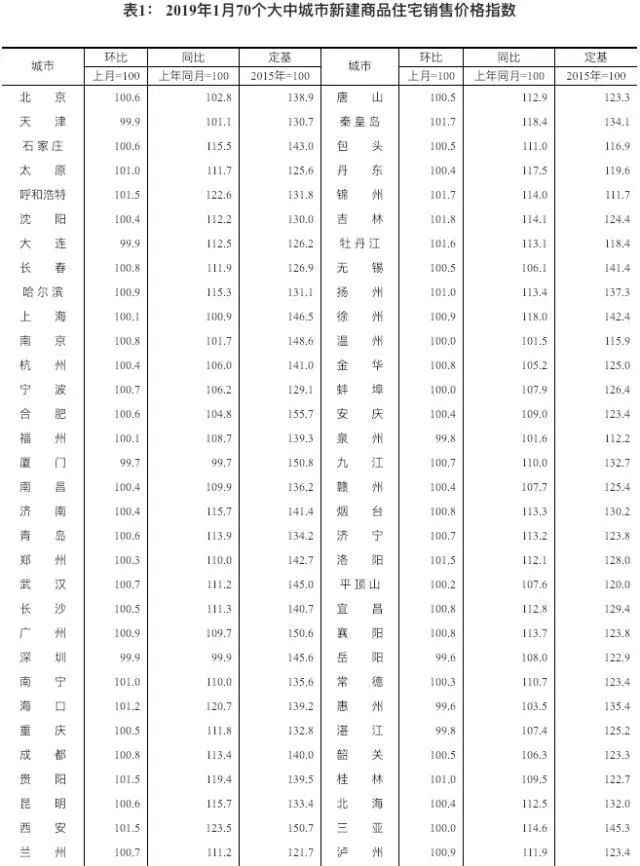 表1： 2019年1月70个大中城市新建商品住宅销售价格指数
城市 环比 同比 定基 城市 环比 同比 定基
上月=100 上年同月=100 2015年=100 上月=100 上年同月=100 2015年=100
北京 100.6 102.8 138.9 唐山 100.5 112.9 123.3
天津 99.9 101.1 130.7 秦皇岛 101.7 118.4 134.1
石家庄 100.6 115.5 143.0 包头 100.5 111.0 116.9
太原 101.0 111.7 125.6 丹东 100.4 117.5 119.6
呼和浩特 101.5 122.6 131.8 锦州 101.7 114.0 111.7
沈阳 100.4 112.2 130.0 吉林 101.8 114.1 124.4
大连 99.9 112.5 126.2 牡丹江 101.6 113.1 118.4
长春 100.8 111.9 126.9 无锡 100.5 106.1 141.4
哈尔滨 100.9 115.3 131.1 扬州 101.0 113.4 137.3
上海 100.1 100.9 146.5 徐州 100.9 118.0 142.4
南京 100.8 101.7 148.6 温州 100.0 101.5 115.9
杭州 100.4 106.0 141.0 金华 100.8 105.2 125.0
宁波 100.7 106.2 129.1 蚌埠 100.0 107.9 126.4
合肥 100.6 104.8 155.7 安庆 100.4 109.0 123.4
福州 100.1 108.7 139.3 泉州 99.8 101.6 112.2
厦门 99.7 99.7 150.8 九江 100.7 110.0 132.7
南昌 100.4 109.9 136.2 赣州 100.4 107.7 125.4
济南 100.4 115.7 141.4 烟台 100.8 113.3 130.2
青岛 100.6 113.9 134.2 济宁 100.7 113.2 123.8
郑州 100.3 110.0 142.7 洛阳 101.5 112.1 128.0
武汉 100.7 111.2 145.0 平顶山 100.2 107.6 120.0
长沙 100.5 111.3 140.7 宜昌 100.8 112.8 129.4
广州 100.9 109.7 150.6 襄阳 100.8 113.7 123.8
深圳 99.9 99.9 145.6 岳阳 99.6 108.0 122.9
南宁 101.0 110.0 135.6 常德 100.3 110.7 123.4
海口 101.2 120.7 139.2 惠州 99.6 103.5 135.4
重庆 100.5 111.8 132.8 湛江 99.8 107.4 125.2
成都 100.8 113.4 140.0 韶关 100.5 106.3 123.3
贵阳 101.5 119.4 139.5 桂林 101.0 109.5 122.7
昆明 100.6 115.7 133.4 北海 100.4 112.5 132.0
西安 101.5 123.5 150.7 三亚 100.0 114.6 145.3
兰州 100.7 111.2 121.7 泸州 100.9 111.9 123.4